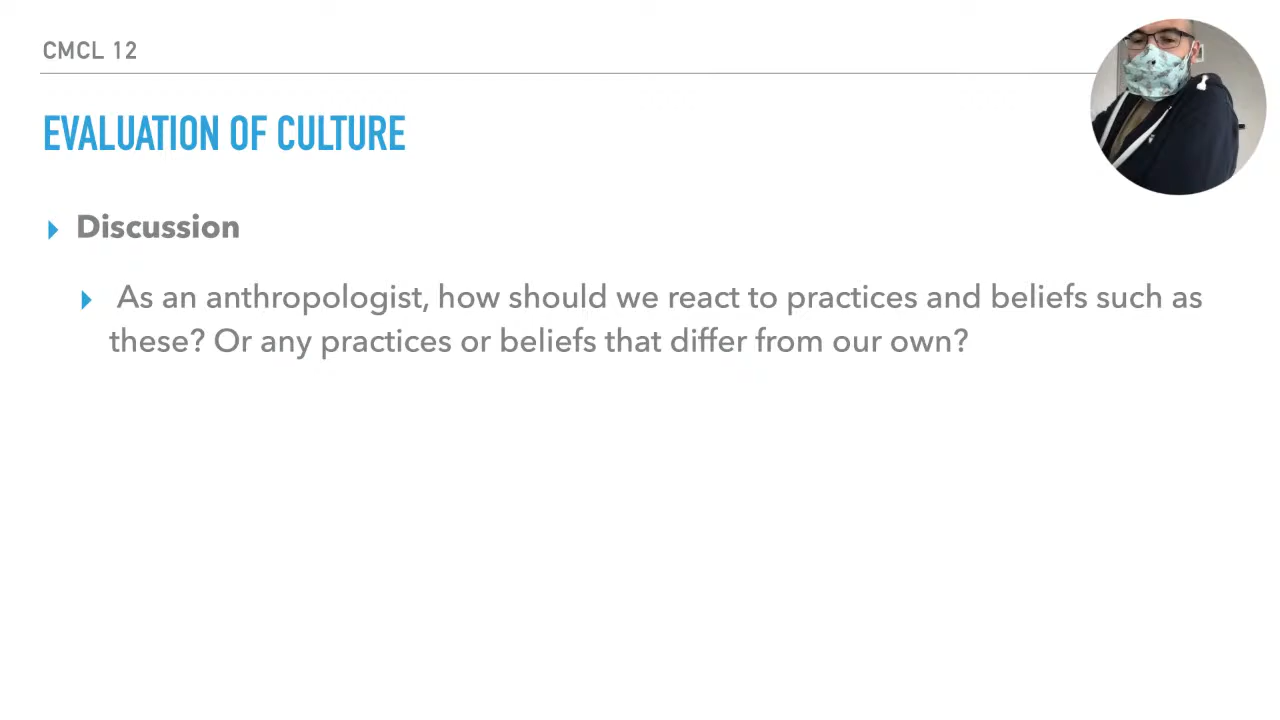 CMCL 12
EVALUATION OF CULTURE
Discussion
As an anthropologist, how should we react to practices and beliefs such as
these? Or any practices or beliefs that differ from our own?